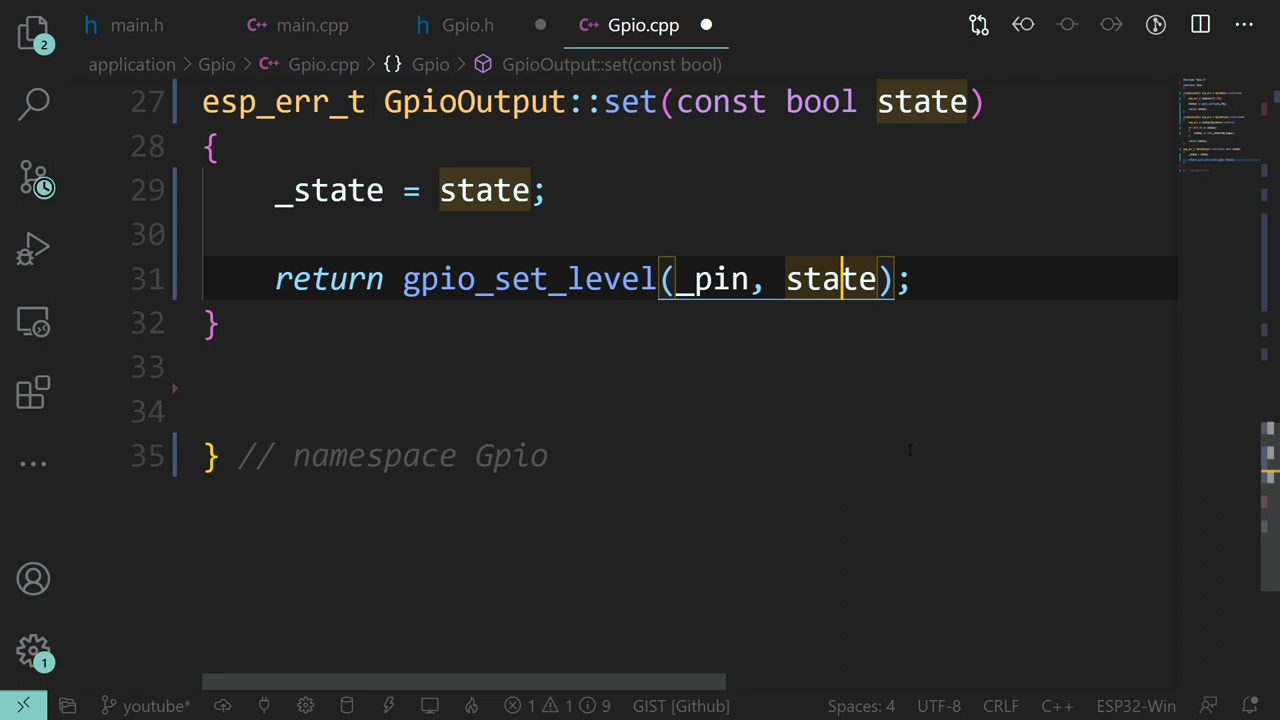 h main.h C++ main.cpp h Gpio.h C++ Gpio.cpp
application > Gpio > C++ Gpio.cpp > {} Gpio > GpioOutput::set(const bool)
27 esp_err_t GpioOutput::set(const bool state)
28 {
29 _state = state;
30
31 return gpio_set_level(_pin, state);
32 }
33
34
35 } // namespace Gpio
2
1
youtube* 1 1 9 GIST [Github] Spaces: 4 UTF-8 CRLF C++ ESP32-Win